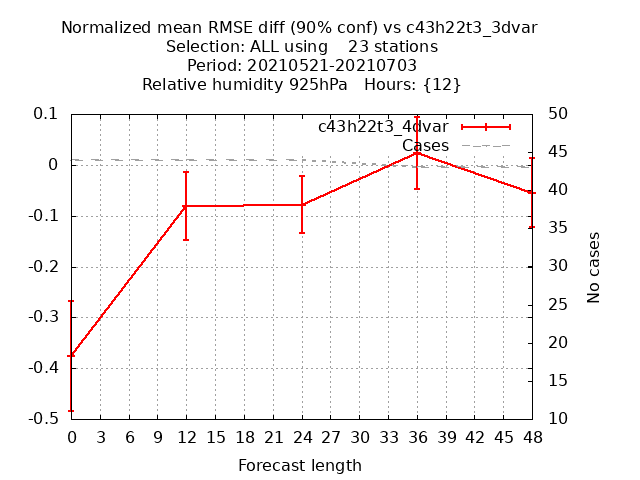 Normalized mean RMSE diff (90% conf) vs c43h22t3_3dvar
Selection: ALL using    23 stations
Period: 20210521-20210703
Relative humidity 925hPa   Hours: {12}
c43h22t3_4dvar
Cases
0.1
0
-0.1
-0.2
-0.3
-0.4
-0.5
50
45
40
35
30
25
20
15
10
No cases
0 3 6 9 12 15 18 21 24 27 30 33 36 39 42 45 48
Forecast length